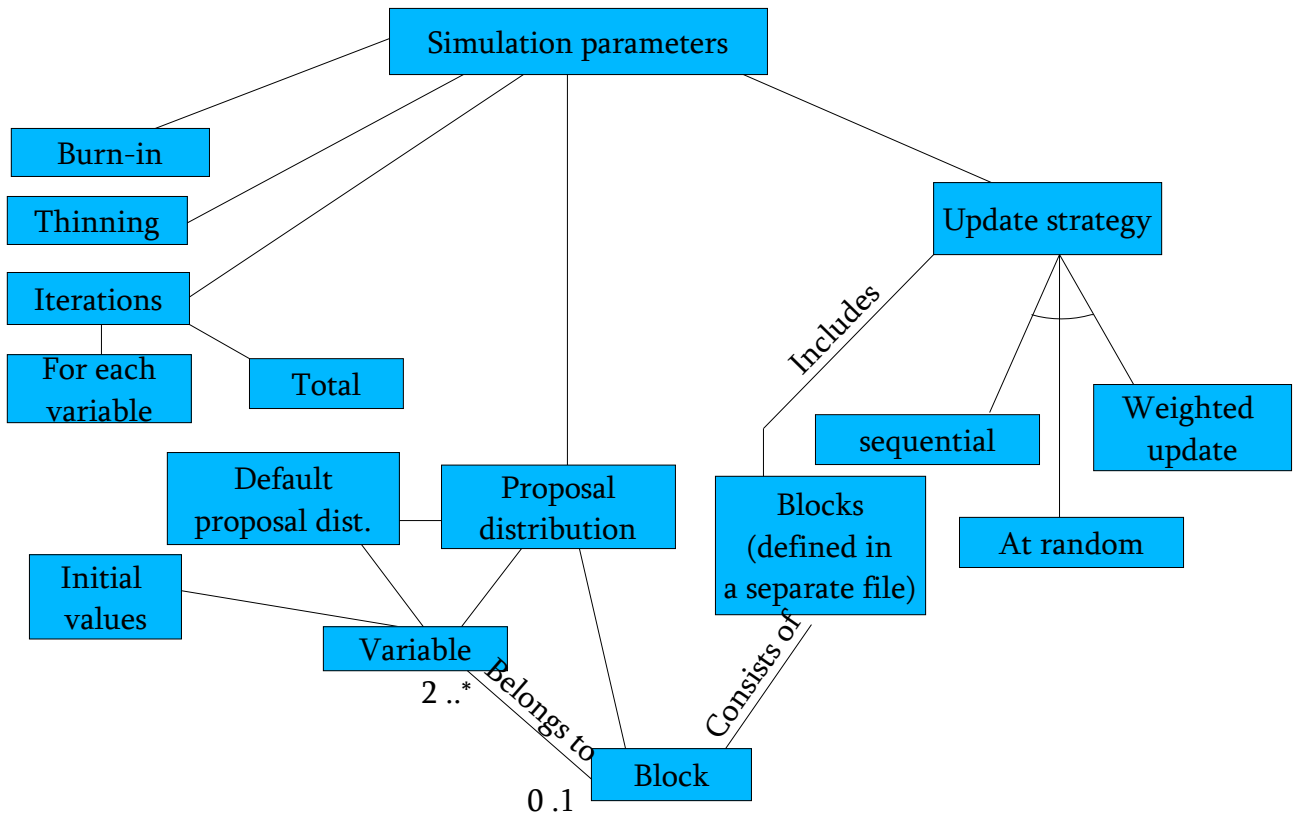 Simulation parameters
Burn-in
Thinning
Update strategy
Iterations
Includes
For each
variable
Total
sequential
Weighted
update
Default
proposal dist.
Proposal
distribution
Blocks
(defined in
a separate file)
At random
Initial
values
Variable
2 ..*
Belongs to
Consists of
Block
0 .1